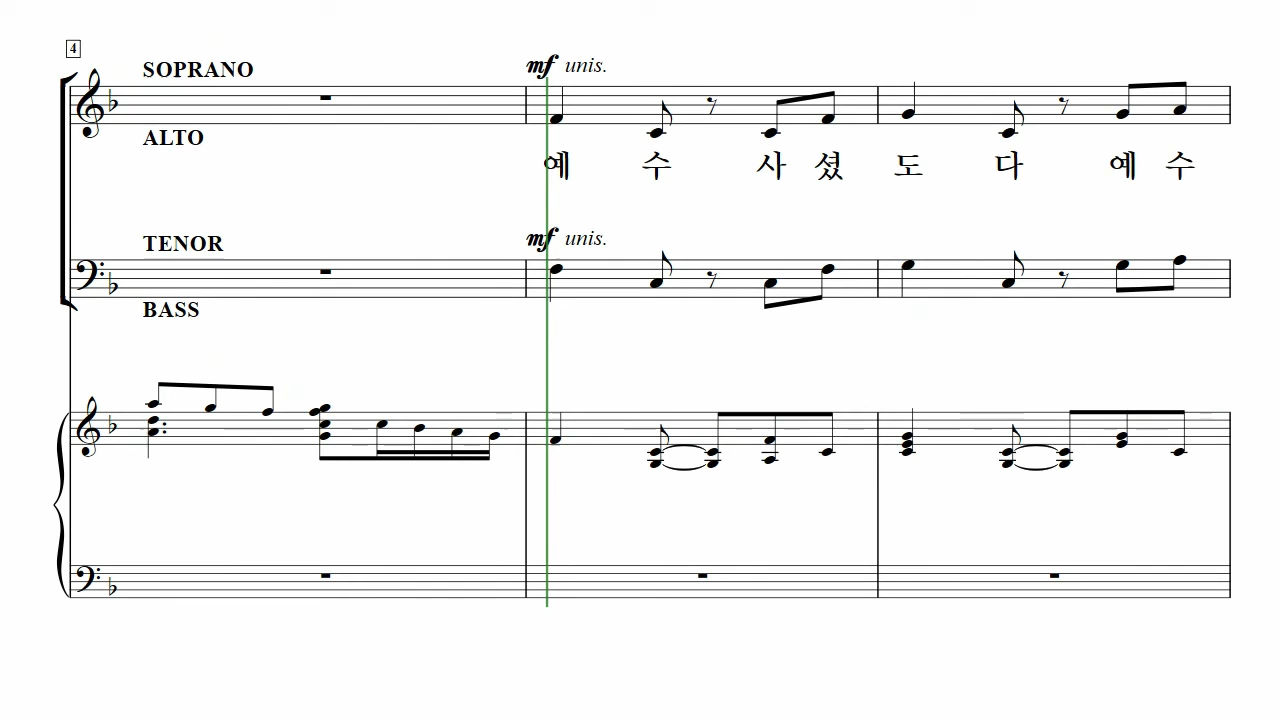 4
SOPRANO
mf unis.
ALTO
예 수 사 셨 도 다 예 수
TENOR
mf unis.
BASS